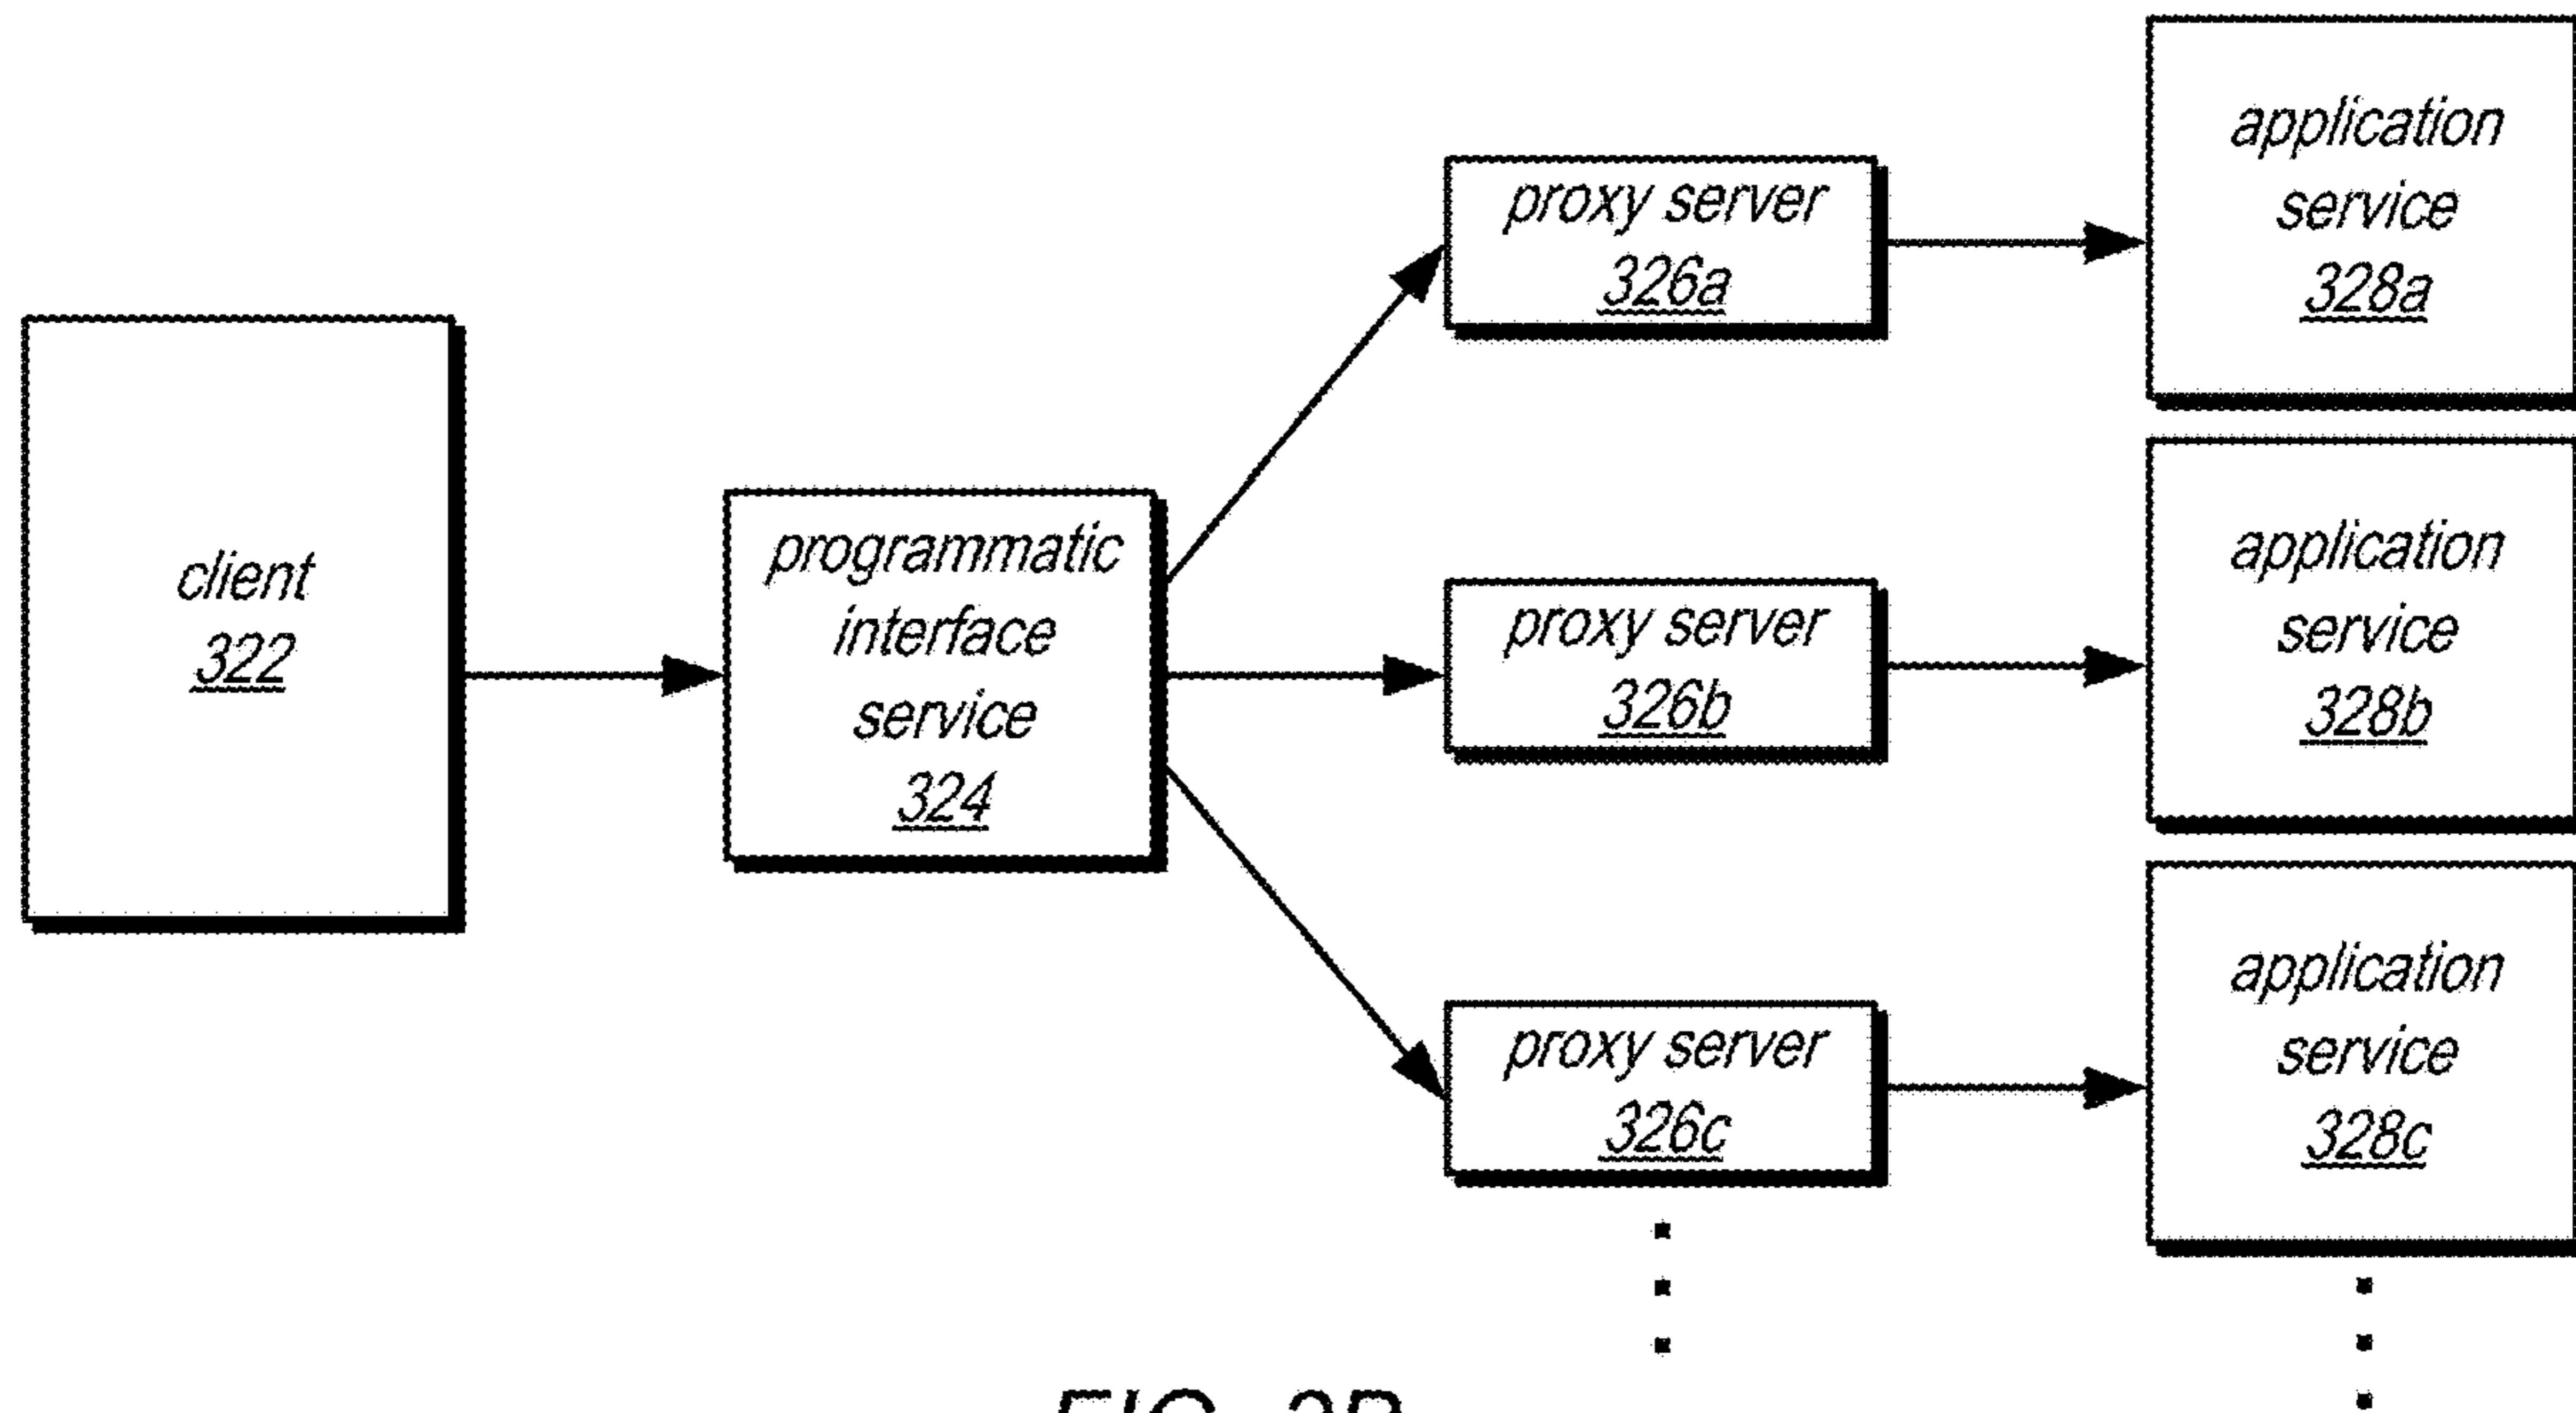 client
322
programmatic
interface
service
324
proxy server
326a
application
service
328a
proxy server
326b
application
service
328b
proxy server
326c
application
service
328c